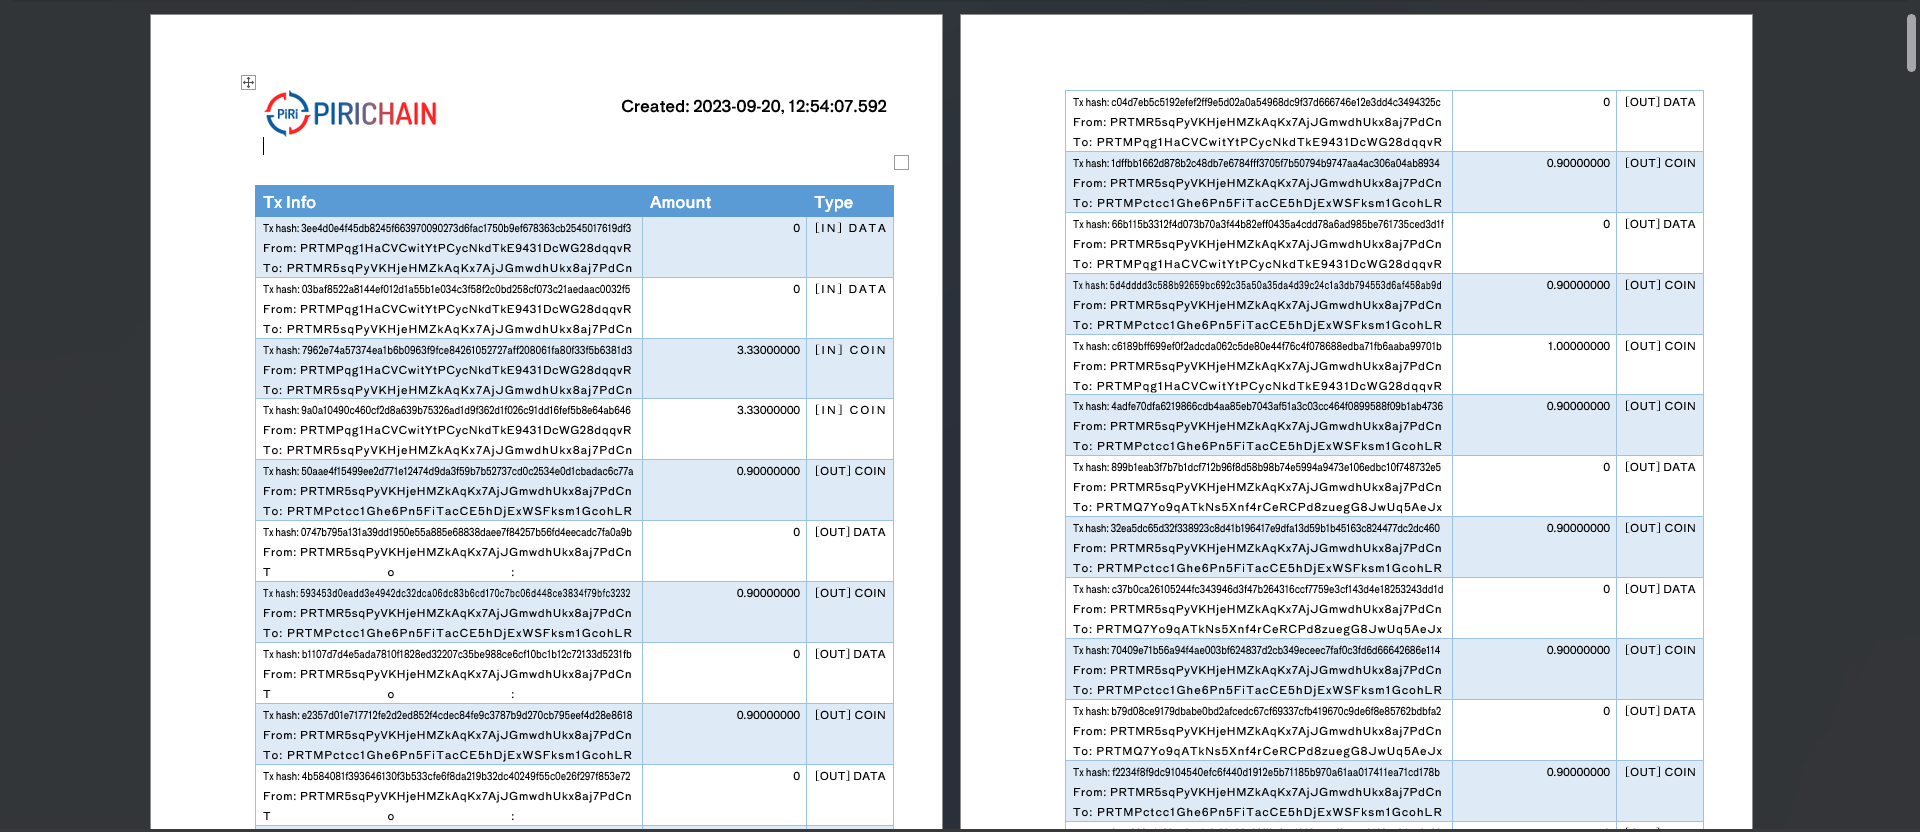 PIRI PIRICHAIN
Created: 2023-09-20, 12:54:07.592
Tx Info Amount Type
Tx hash: 3ee4d0e4f45db8245f663970090273d6fac1750b9ef678363cb2545017619df3 0 [IN] DATA
From: PRTMPqg1HaCVCwitYtPCycNkdTkE9431DcWG28dqqvR
To: PRTMR5sqPyVKHjeHMZkAqKx7AjJGmwdhUkx8aj7PdCn
Tx hash: 03baf8522a8144ef012d1a55b1e034c3f58f2c0bd258cf073c21aedaac0032f5 0 [IN] DATA
From: PRTMPqg1HaCVCwitYtPCycNkdTkE9431DcWG28dqqvR
To: PRTMR5sqPyVKHjeHMZkAqKx7AjJGmwdhUkx8aj7PdCn
Tx hash: 7962e74a57374ea1b6b0963f9fce84261052727aff208061fa80f33f5b6381d3 3.33000000 [IN] COIN
From: PRTMPqg1HaCVCwitYtPCycNkdTkE9431DcWG28dqqvR
To: PRTMR5sqPyVKHjeHMZkAqKx7AjJGmwdhUkx8aj7PdCn
Tx hash: 9a0a10490c460cf2d8a639b75326ad1d9f362d1f026c91dd16fef5b8e64ab646 3.33000000 [IN] COIN
From: PRTMPqg1HaCVCwitYtPCycNkdTkE9431DcWG28dqqvR
To: PRTMR5sqPyVKHjeHMZkAqKx7AjJGmwdhUkx8aj7PdCn
Tx hash: 50aae4f15499ee2d771e12474d9da3f59b7b52737cd0c2534e0d1cbadac6c77a 0.90000000 [OUT] COIN
From: PRTMR5sqPyVKHjeHMZkAqKx7AjJGmwdhUkx8aj7PdCn
To: PRTMPctcc1Ghe6Pn5FiTacCE5hDjExWSFksm1GcohLR
Tx hash: 0747b795a131a39dd1950e55a885e68838daee7f84257b56fd4eecadc7fa0a9b 0 [OUT] DATA
From: PRTMR5sqPyVKHjeHMZkAqKx7AjJGmwdhUkx8aj7PdCn
T o :
Tx hash: 593453d0eadd3e4942dc32dca06dc83b6cd170c7bc06d448ce3834f79bfc3232 0.90000000 [OUT] COIN
From: PRTMR5sqPyVKHjeHMZkAqKx7AjJGmwdhUkx8aj7PdCn
To: PRTMPctcc1Ghe6Pn5FiTacCE5hDjExWSFksm1GcohLR
Tx hash: b1107d7d4e5ada7810f1828ed32207c35be988ce6cf10bc1b12c72133d5231fb 0 [OUT] DATA
From: PRTMR5sqPyVKHjeHMZkAqKx7AjJGmwdhUkx8aj7PdCn
T o :
Tx hash: e2357d01e717712fe2d2ed852f4cdec84fe9c3787b9d270cb795eef4d28e8618 0.90000000 [OUT] COIN
From: PRTMR5sqPyVKHjeHMZkAqKx7AjJGmwdhUkx8aj7PdCn
To: PRTMPctcc1Ghe6Pn5FiTacCE5hDjExWSFksm1GcohLR
Tx hash: 4b584081f393646130f3b533cfe6f8da219b32dc40249f55c0e26f297f853e72 0 [OUT] DATA
From: PRTMR5sqPyVKHjeHMZkAqKx7AjJGmwdhUkx8aj7PdCn
T o :
Tx hash: c04d7eb5c5192efef2ff9e5d02a0a54968dc9f37d666746e12e3dd4c3494325c 0 [OUT] DATA
From: PRTMR5sqPyVKHjeHMZkAqKx7AjJGmwdhUkx8aj7PdCn
To: PRTMPqg1HaCVCwitYtPCycNkdTkE9431DcWG28dqqvR
Tx hash: 1dffbb1662d878b2c48db7e6784fff3705f7b50794b9747aa4ac306a04ab8934 0.90000000 [OUT] COIN
From: PRTMR5sqPyVKHjeHMZkAqKx7AjJGmwdhUkx8aj7PdCn
To: PRTMPctcc1Ghe6Pn5FiTacCE5hDjExWSFksm1GcohLR
Tx hash: 66b115b3312f4d073b70a3f44b82eff0435a4cdd78a6ad985be761735ced3d1f 0 [OUT] DATA
From: PRTMR5sqPyVKHjeHMZkAqKx7AjJGmwdhUkx8aj7PdCn
To: PRTMPqg1HaCVCwitYtPCycNkdTkE9431DcWG28dqqvR
Tx hash: 5d4dddd3c588b92659bc692c35a50a35da4d39c24c1a3db794553d6af458ab9d 0.90000000 [OUT] COIN
From: PRTMR5sqPyVKHjeHMZkAqKx7AjJGmwdhUkx8aj7PdCn
To: PRTMPctcc1Ghe6Pn5FiTacCE5hDjExWSFksm1GcohLR
Tx hash: c6189bff699ef0f2adcda062c5de80e44f76c4f078688edba71fb6aaba99701b 1.00000000 [OUT] COIN
From: PRTMR5sqPyVKHjeHMZkAqKx7AjJGmwdhUkx8aj7PdCn
To: PRTMPqg1HaCVCwitYtPCycNkdTkE9431DcWG28dqqvR
Tx hash: 4adfe70dfa6219866cdb4aa85eb7043af51a3c03cc464f0899588f09b1ab4736 0.90000000 [OUT] COIN
From: PRTMR5sqPyVKHjeHMZkAqKx7AjJGmwdhUkx8aj7PdCn
To: PRTMPctcc1Ghe6Pn5FiTacCE5hDjExWSFksm1GcohLR
Tx hash: 899b1eab3f7b7b1dcf712b96f8d58b98b74e5994a9473e106edbc10f748732e5 0 [OUT] DATA
From: PRTMR5sqPyVKHjeHMZkAqKx7AjJGmwdhUkx8aj7PdCn
To: PRTMQ7Yo9qATkNs5Xnf4rCeRCPd8zuegG8JwUq5AeJx
Tx hash: 32ea5dc65d32f338923c8d41b196417e9dfa13d59b1b45163c824477dc2dc460 0.90000000 [OUT] COIN
From: PRTMR5sqPyVKHjeHMZkAqKx7AjJGmwdhUkx8aj7PdCn
To: PRTMPctcc1Ghe6Pn5FiTacCE5hDjExWSFksm1GcohLR
Tx hash: c37b0ca26105244fc343946d3f47b264316ccf7759e3cf143d4e18253243dd1d 0 [OUT] DATA
From: PRTMR5sqPyVKHjeHMZkAqKx7AjJGmwdhUkx8aj7PdCn
To: PRTMQ7Yo9qATkNs5Xnf4rCeRCPd8zuegG8JwUq5AeJx
Tx hash: 70409e71b56a94f4ae003bf624837d2cb349eceec7faf0c3fd6d66642686e114 0.90000000 [OUT] COIN
From: PRTMR5sqPyVKHjeHMZkAqKx7AjJGmwdhUkx8aj7PdCn
To: PRTMPctcc1Ghe6Pn5FiTacCE5hDjExWSFksm1GcohLR
Tx hash: b79d08ce9179dbabe0bd2afcedc67cf69337cfb419670c9de6f8e85762bdbfa2 0 [OUT] DATA
From: PRTMR5sqPyVKHjeHMZkAqKx7AjJGmwdhUkx8aj7PdCn
To: PRTMQ7Yo9qATkNs5Xnf4rCeRCPd8zuegG8JwUq5AeJx
Tx hash: f2234f8f9dc9104540efc6f440d1912e5b71185b970a61aa017411ea71cd178b 0.90000000 [OUT] COIN
From: PRTMR5sqPyVKHjeHMZkAqKx7AjJGmwdhUkx8aj7PdCn
To: PRTMPctcc1Ghe6Pn5FiTacCE5hDjExWSFksm1GcohLR